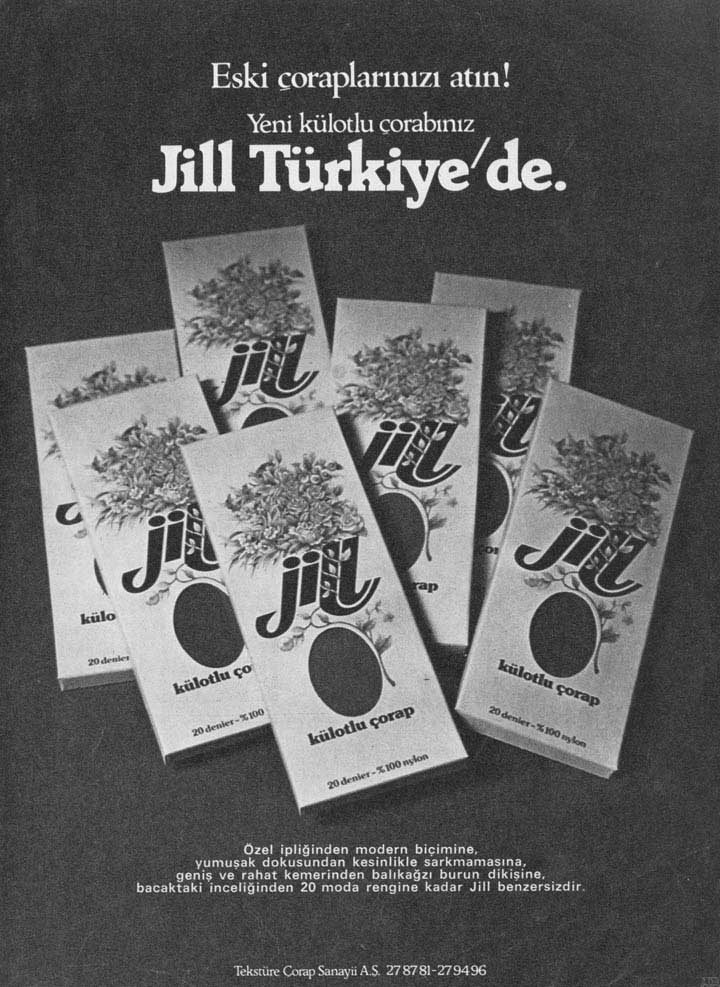 Eski çoraplarınızı atın!
Yeni külotlu çorabınız
Jill Türkiye'de.
jill
jill
jill
jill
jill
jill
jill
külo
20 denier
külotlu ço
20 denier-%100
külotlu çorap
20 denier-%100 nylon
rap
ço
külotlu çorap
20 denier-%100 nylon
Özel ipliğinden modern biçimine,
yumuşak dokusundan kesinlikle sarkmamasına,
geniş ve rahat kemerinden balıkağzı burun dikişine,
bacaktaki inceliğinden 20 moda rengine kadar Jill benzersizdir.
Tekstüre Çorap Sanayii A.Ş. 278781-279496